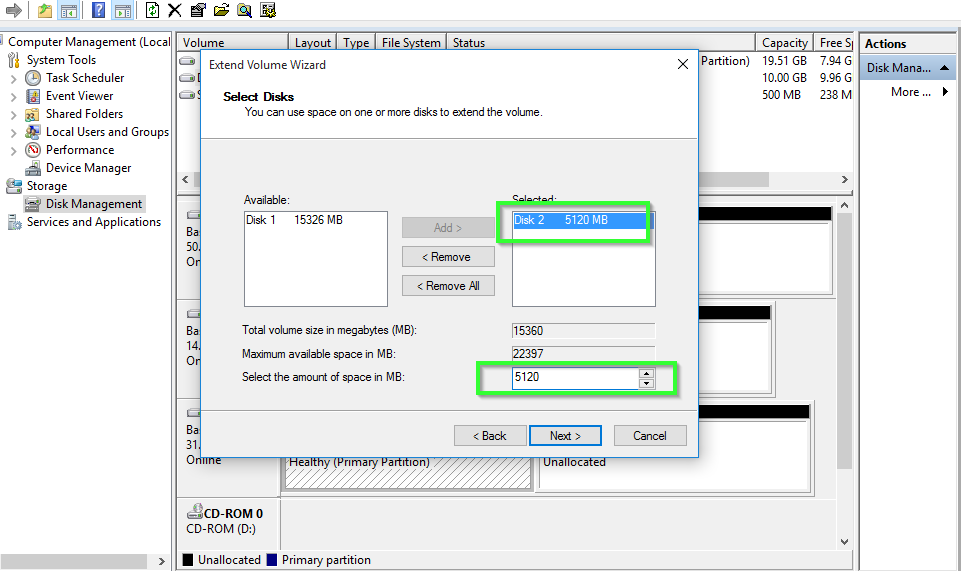 Computer Management (Local
System Tools
Task Scheduler
Event Viewer
Shared Folders
Local Users and Groups
Performance
Device Manager
Storage
Disk Management
Services and Applications
Volume Layout Type File System Status Capacity Free Sp
Partition) 19.51 GB 7.94 G
10.00 GB 9.96 G
500 MB 238 M
Actions
Disk Mana...
More ...
Extend Volume Wizard
Select Disks
You can use space on one or more disks to extend the volume.
Available:
Disk 1 15326 MB
Add >
< Remove
< Remove All
Selected:
Disk 2 5120 MB
Total volume size in megabytes (MB): 15360
Maximum available space in MB: 22397
Select the amount of space in MB: 5120
< Back Next > Cancel
Ba
50.
On
Ba
14.
On
Ba
31.
Online
Healthy (Primary Partition)
Unallocated
CD-ROM 0
CD-ROM (D:)
Unallocated Primary partition